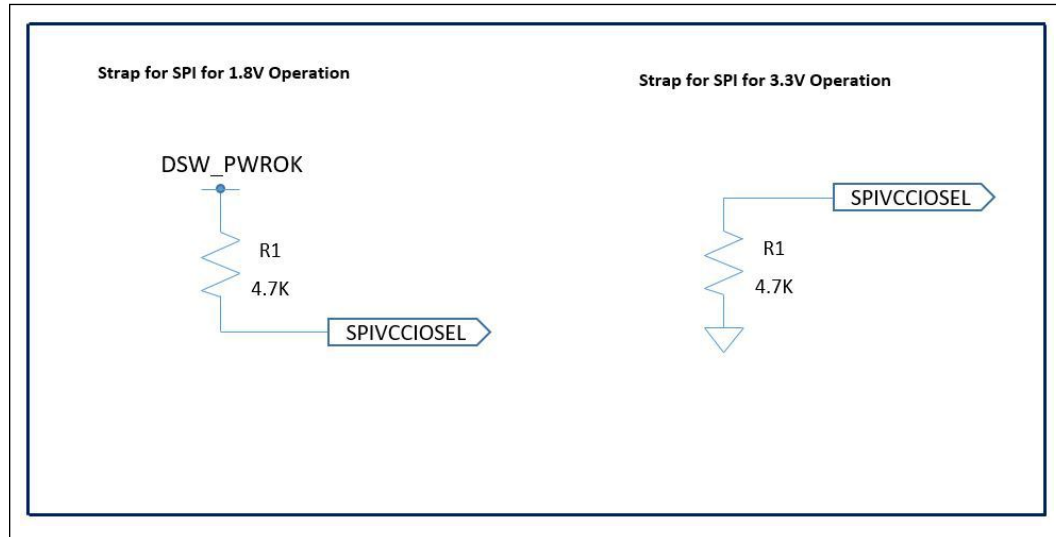 Strap for SPI for 1.8V Operation
DSW_PWROK
R1
4.7K
SPIVCCIOSEL
Strap for SPI for 3.3V Operation
SPIVCCIOSEL
R1
4.7K